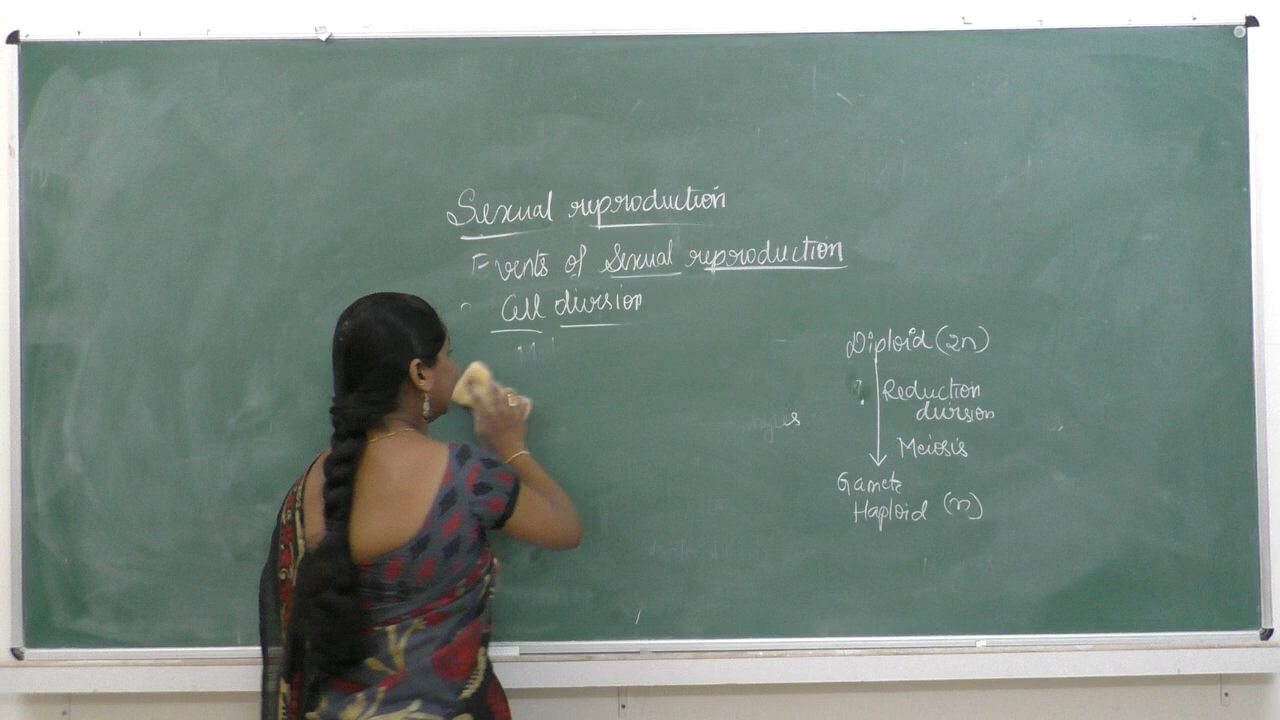 Sexual reproduction
Events of Sexual reproduction
Cell division
Diploid (2n)
? Reduction
division
Meiosis
Gamete
Haploid (n)